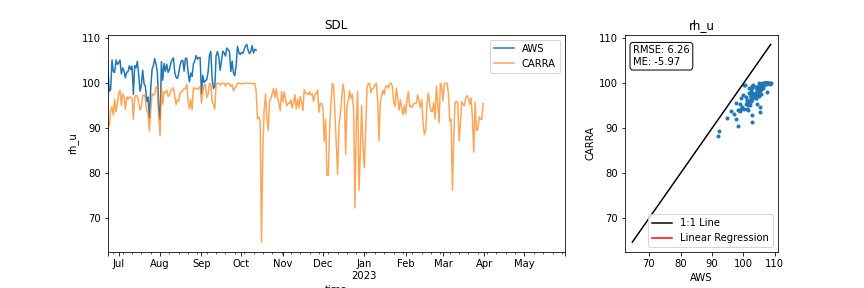 SDL
110
100
90
80
70
rh_u
AWS
CARRA
Jul
Aug
Sep
Oct
Nov
Dec
Jan
2023
Feb
Mar
Apr
May
time
rh_u
RMSE: 6.26
ME: -5.97
110
100
90
80
70
CARRA
1:1 Line
Linear Regression
70
80
90
100
110
AWS